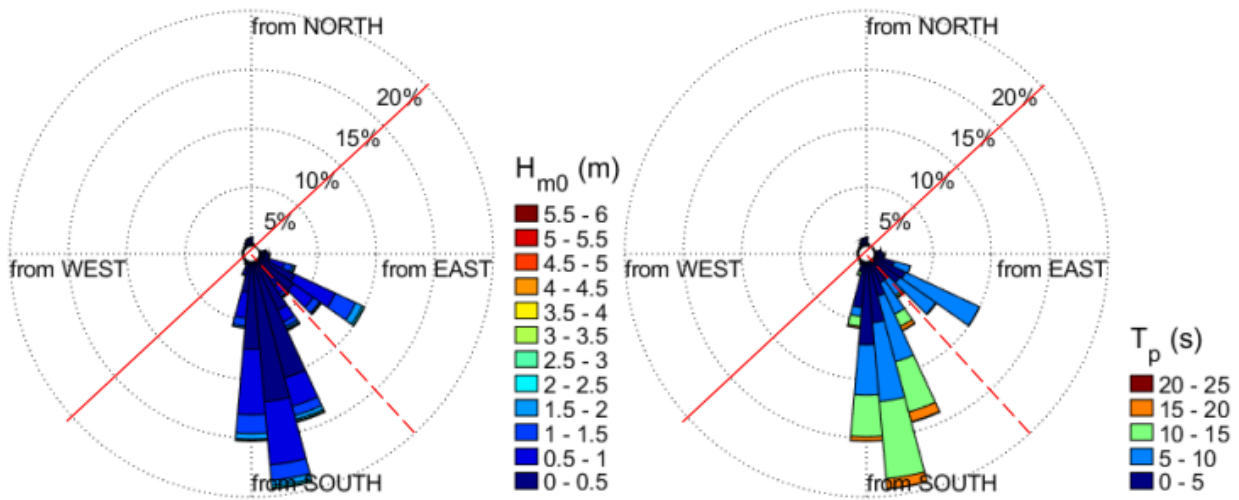 from NORTH
20%
15%
10%
5%
from WEST
from EAST
from SOUTH
H_m0 (m)
5.5 - 6
5 - 5.5
4.5 - 5
4 - 4.5
3.5 - 4
3 - 3.5
2.5 - 3
2 - 2.5
1.5 - 2
1 - 1.5
0.5 - 1
0 - 0.5
from NORTH
20%
15%
10%
5%
from WEST
from EAST
from SOUTH
T_p (s)
20 - 25
15 - 20
10 - 15
5 - 10
0 - 5